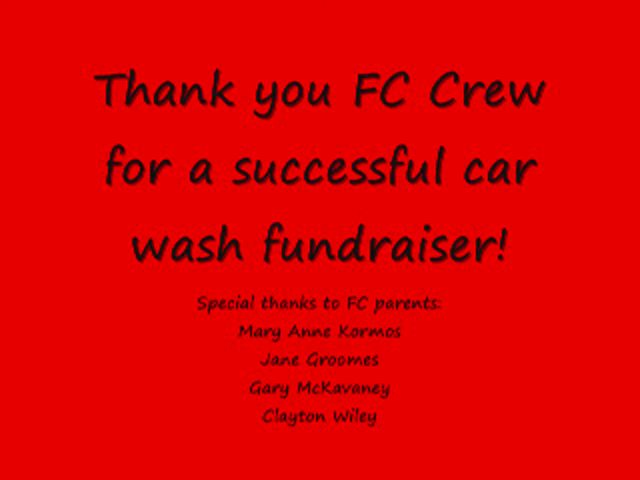 Thank you FC Crew
for a successful car
wash fundraiser!
Special thanks to FC parents:
Mary Anne Kormos
Jane Groomes
Gary McKavaney
Clayton Wiley